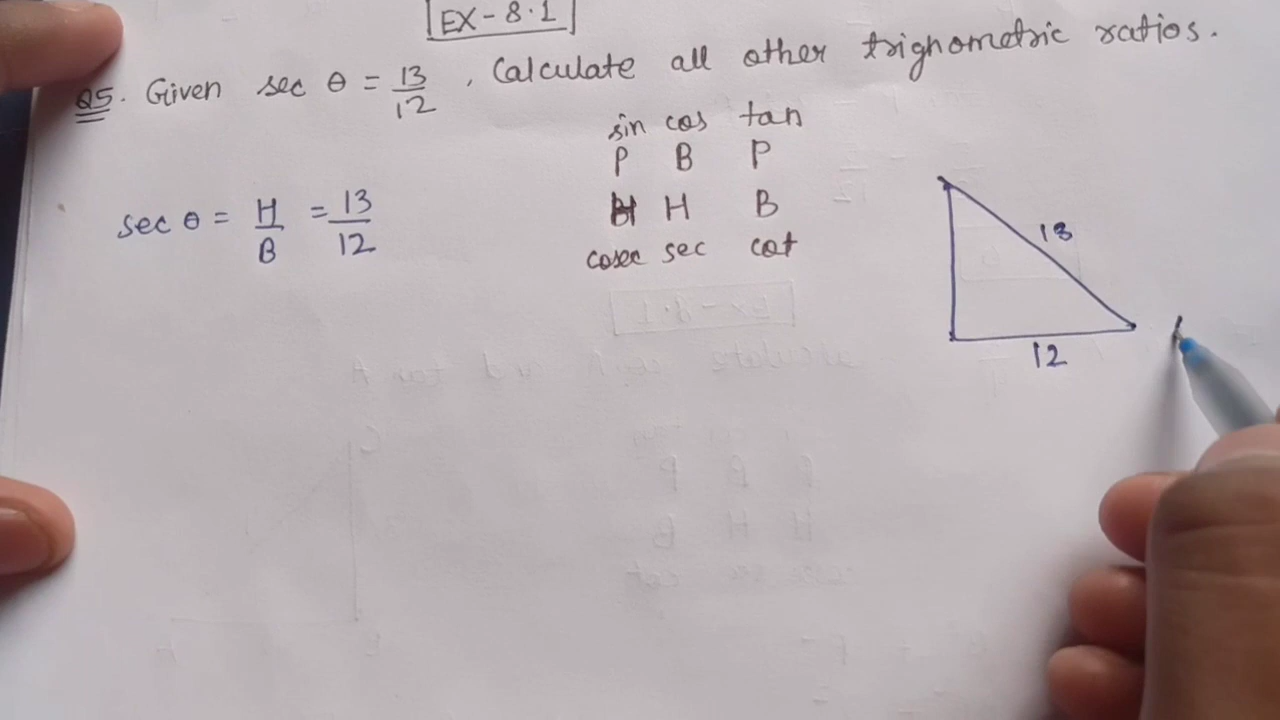 EX - 8.1
Q5. Given sec θ = 13/12, Calculate all other trignometric ratios.
sin cos tan
P B P
H H B
cosec sec cot
sec θ = H/B = 13/12
13
12